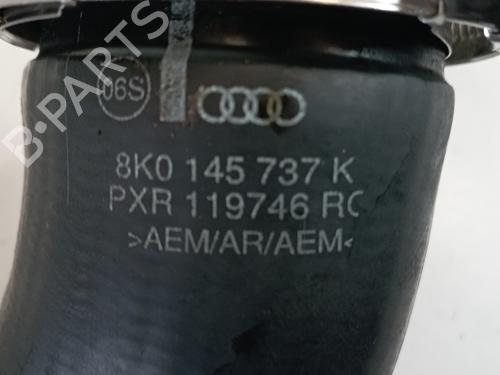 06S
8K0 145 737 K
PXR 119746 RC
>AEM/AR/AEM<
B-PARTS